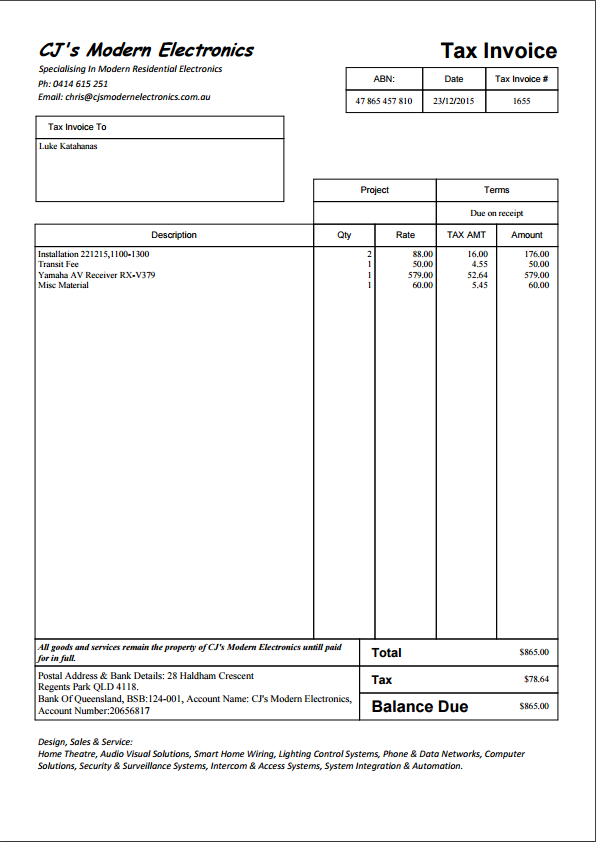 CJ's Modern Electronics
Tax Invoice
Specialising In Modern Residential Electronics
Ph: 0414 615 251
Email: chris@cjsmodernelectronics.com.au
ABN: Date Tax Invoice #
47 865 457 810 23/12/2015 1655
Tax Invoice To
Luke Katahanas
Project Terms
Due on receipt
Description Qty Rate TAX AMT Amount
Installation 221215,1100-1300 2 88.00 16.00 176.00
Transit Fee 1 50.00 4.55 50.00
Yamaha AV Receiver RX-V379 1 579.00 52.64 579.00
Misc Material 1 60.00 5.45 60.00
All goods and services remain the property of CJ's Modern Electronics untill paid
for in full.
Total $865.00
Postal Address & Bank Details: 28 Haldham Crescent
Regents Park QLD 4118.
Bank Of Queensland, BSB:124-001, Account Name: CJ's Modern Electronics,
Account Number:20656817
Tax $78.64
Balance Due $865.00
Design, Sales & Service:
Home Theatre, Audio Visual Solutions, Smart Home Wiring, Lighting Control Systems, Phone & Data Networks, Computer
Solutions, Security & Surveillance Systems, Intercom & Access Systems, System Integration & Automation.